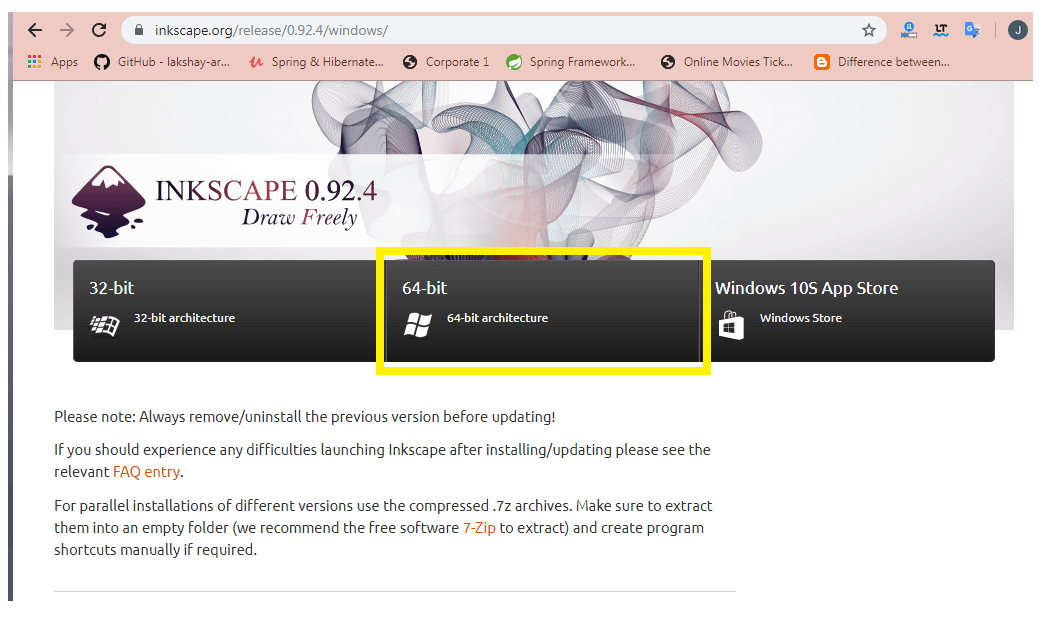 inkscape.org/release/0.92.4/windows/
J
Apps GitHub - lakshay-ar... Spring & Hibernate... Corporate 1 Spring Framework... Online Movies Tick... Difference between...
INKSCAPE 0.92.4
Draw Freely
32-bit
32-bit architecture
64-bit
64-bit architecture
Windows 10S App Store
Windows Store
Please note: Always remove/uninstall the previous version before updating!
If you should experience any difficulties launching Inkscape after installing/updating please see the
relevant FAQ entry.
For parallel installations of different versions use the compressed .7z archives. Make sure to extract
them into an empty folder (we recommend the free software 7-Zip to extract) and create program
shortcuts manually if required.